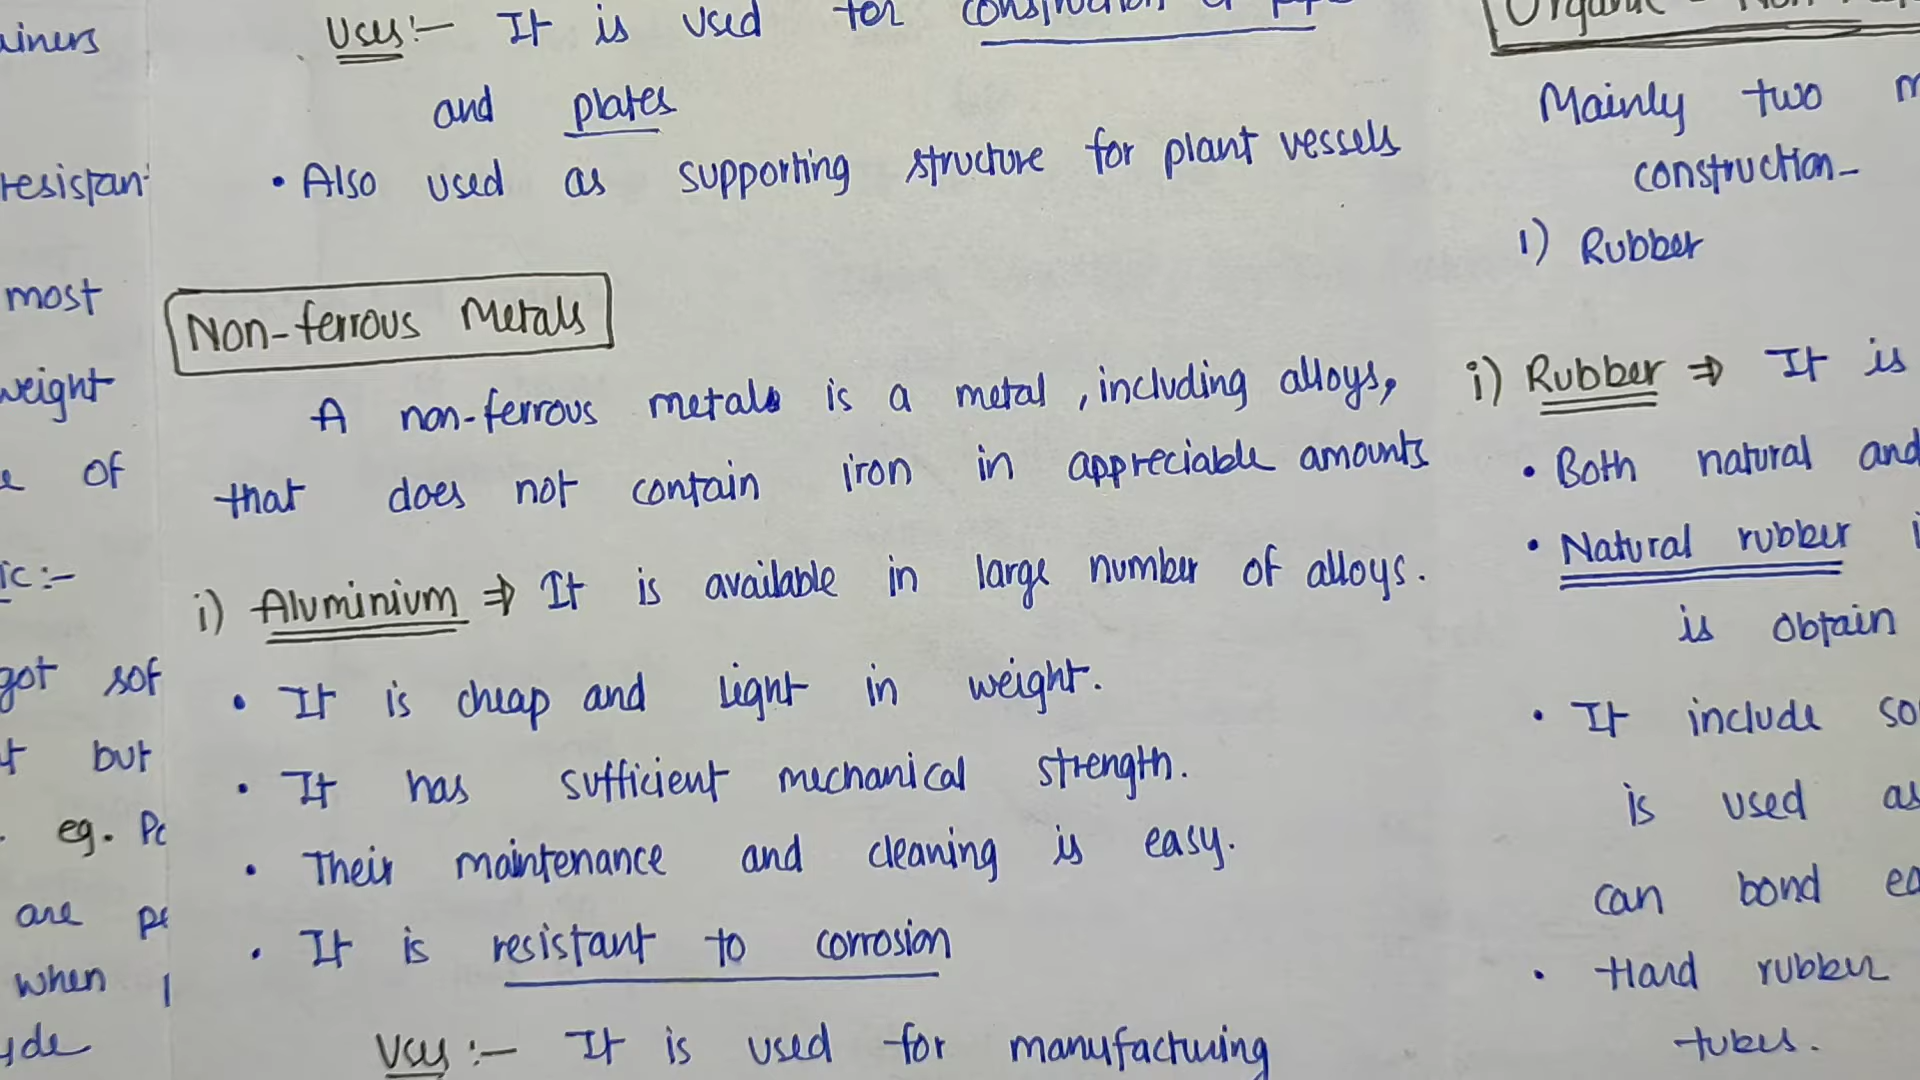 Uses:- It is used for construction of
and plates
• Also used as supporting structure for plant vessels
Non-ferrous Metals
A non-ferrous metals is a metal, including alloys,
that does not contain iron in appreciable amounts
i) Aluminium ⇒ It is available in large number of alloys.
• It is cheap and light in weight.
• It has sufficient mechanical strength.
• Their maintenance and cleaning is easy.
• It is resistant to corrosion
Uses :- It is used for manufacturing
Organic - Non
Mainly two
construction-
1) Rubber
i) Rubber ⇒ It is
• Both natural and
• Natural rubber
is obtain
• It include
is used as
can bond
• Hard rubber
tubes.
most
weight
of
got
but
eg.
are
when